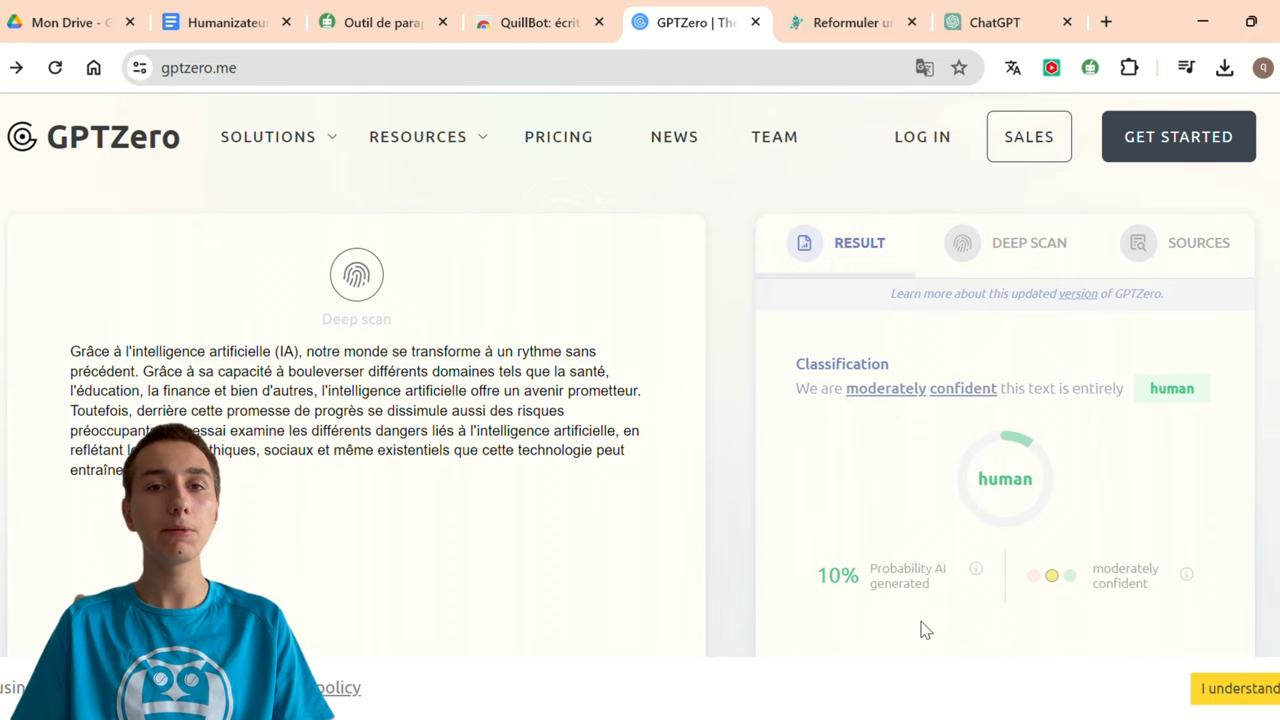 Mon Drive - G
Humanizateu
Outil de para
QuillBot: écrit
GPTZero | The
Reformuler u
ChatGPT
gptzero.me
q
GPTZero
SOLUTIONS
RESOURCES
PRICING
NEWS
TEAM
LOG IN
SALES
GET STARTED
Deep scan
Grâce à l'intelligence artificielle (IA), notre monde se transforme à un rythme sans
précédent. Grâce à sa capacité à bouleverser différents domaines tels que la santé,
l'éducation, la finance et bien d'autres, l'intelligence artificielle offre un avenir prometteur.
Toutefois, derrière cette promesse de progrès se dissimule aussi des risques
préoccupant essai examine les différents dangers liés à l'intelligence artificielle, en
reflétant thiques, sociaux et même existentiels que cette technologie peut
entraîne
RESULT
DEEP SCAN
SOURCES
Learn more about this updated version of GPTZero.
Classification
We are moderately confident this text is entirely human
human
10%
Probability AI
generated
moderately
confident
policy
I understand